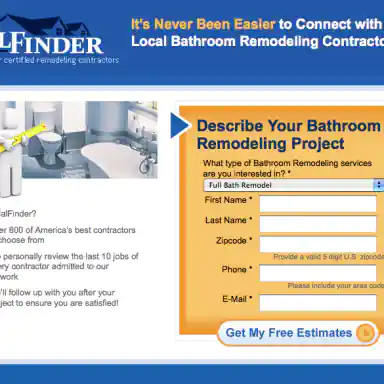 FINDER
certified remodeling contractors
It's Never Been Easier to Connect with
Local Bathroom Remodeling
Describe Your Bathroom
Remodeling Project
What type of Bathroom Remodeling services
are you interested in? *
Full Bath Remodel
First Name *
Last Name *
Zipcode *
Provide a valid 5 digit U.S. zipcode
Phone *
Please include your area code
E-Mail *
Get My Free Estimates
alFinder?
er 600 of America's best contractors
choose from
personally review the last 10 jobs of
ery contractor admitted to our
work
'll follow up with you after your
ject to ensure you are satisfied!